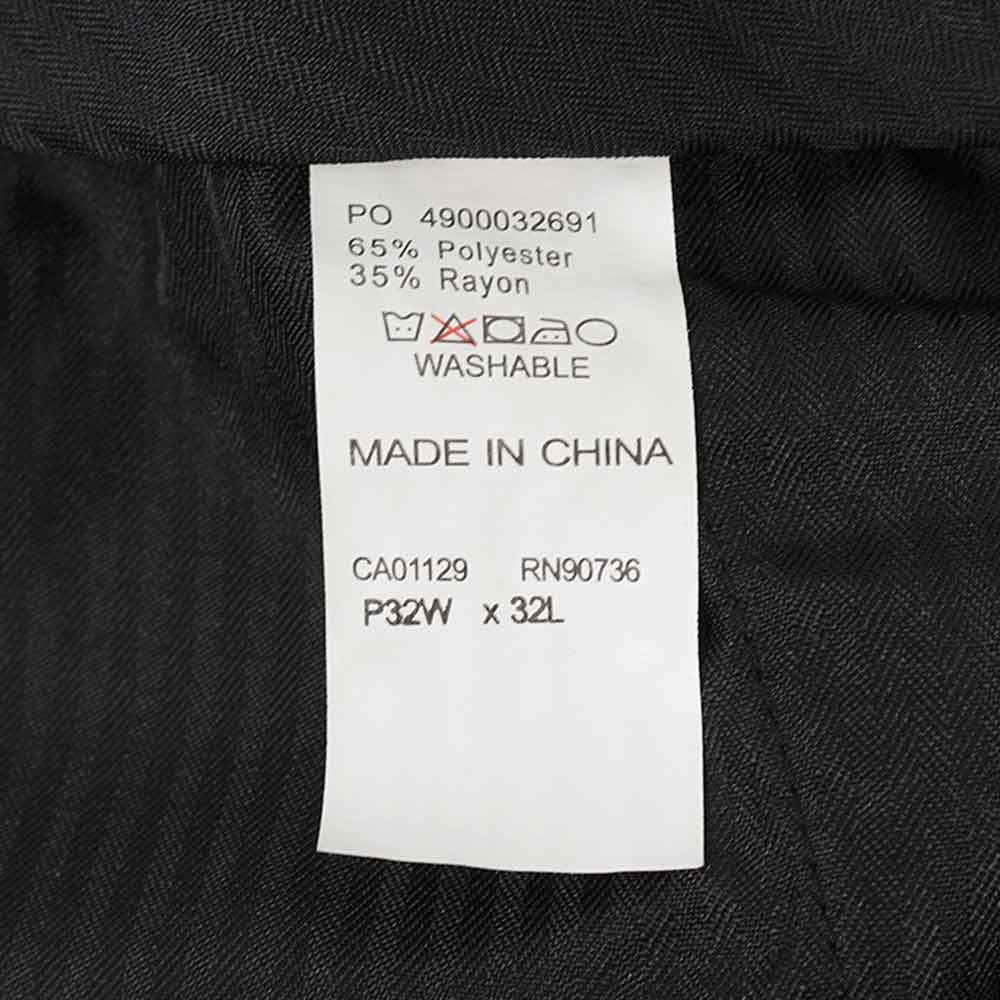 PO 4900032691
65% Polyester
35% Rayon
WASHABLE
MADE IN CHINA
CA01129 RN90736
P32W x 32L